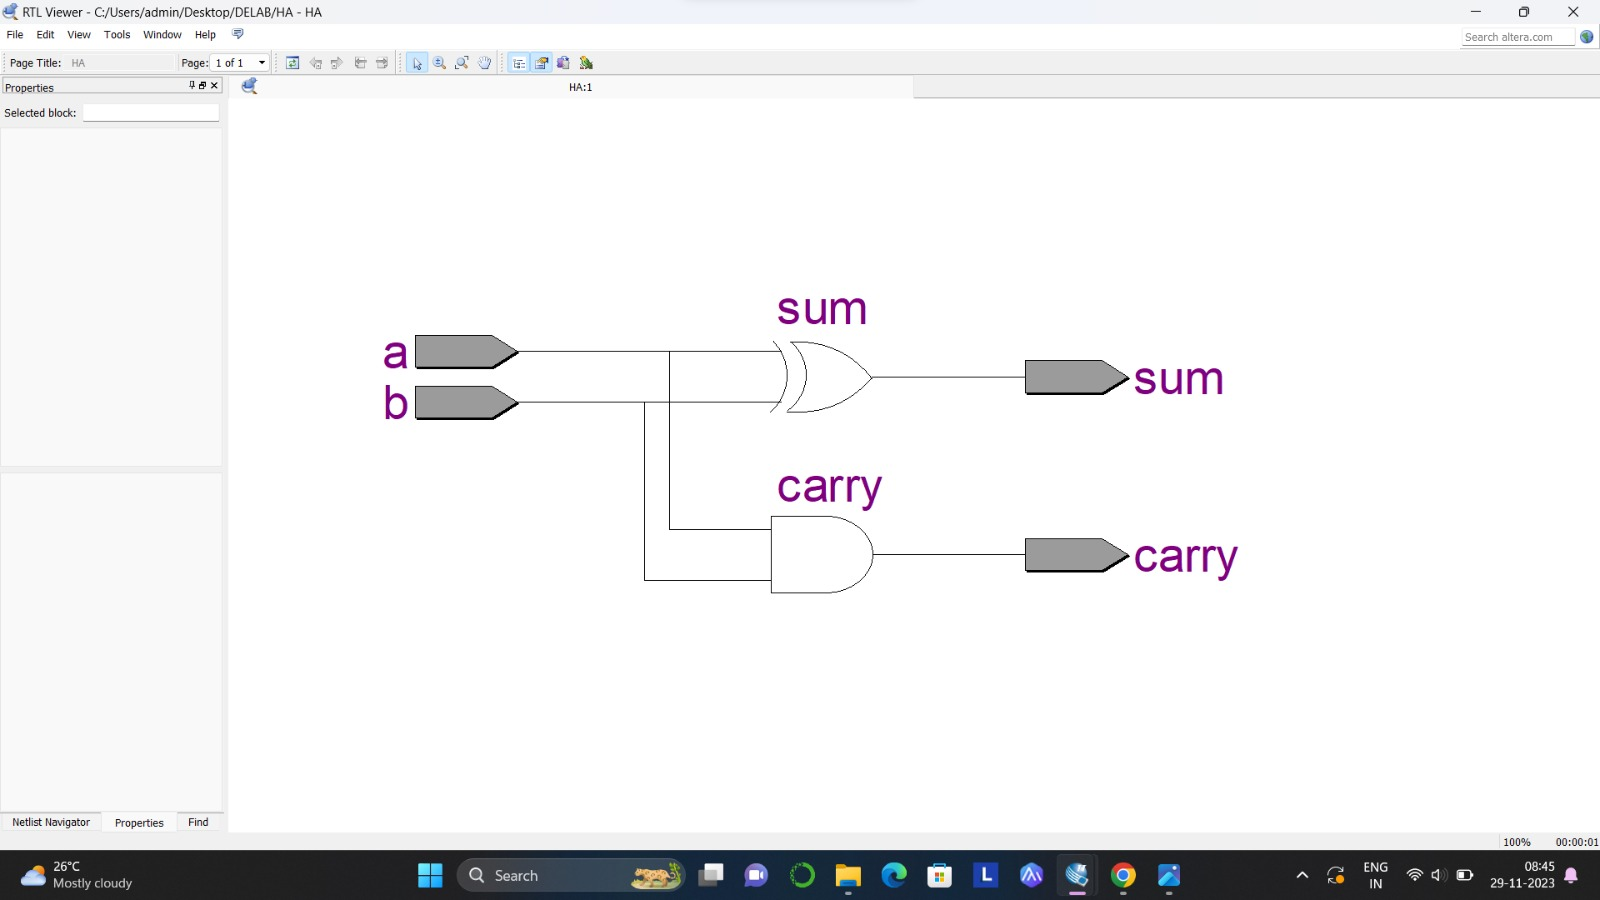 RTL Viewer - C:/Users/admin/Desktop/DELAB/HA - HA
File Edit View Tools Window Help
Search altera.com
Page Title: HA Page: 1 of 1
Properties
HA:1
Selected block:
sum
a
sum
b
carry
carry
Netlist Navigator Properties Find
100% 00:00:01
26°C
Mostly cloudy
Search
L
ENG
IN
08:45
29-11-2023